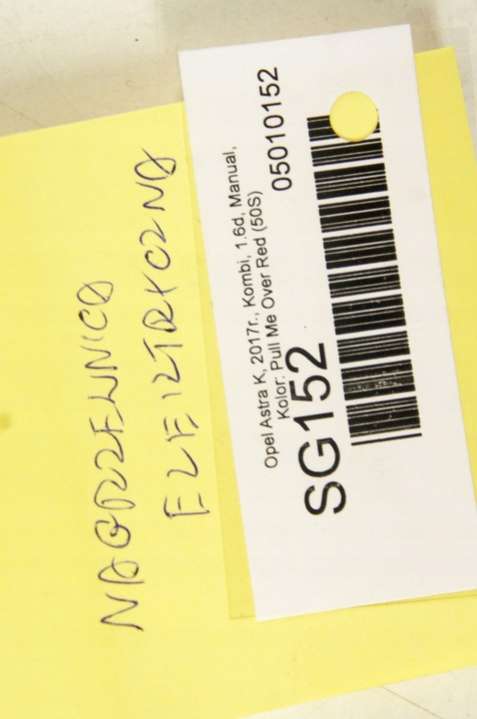 NAGRZEWNICA
ELEKTRYCZNA
Opel Astra K, 2017r., Kombi, 1.6d, Manual,
Kolor: Pull Me Over Red (50S)
SG152
05010152